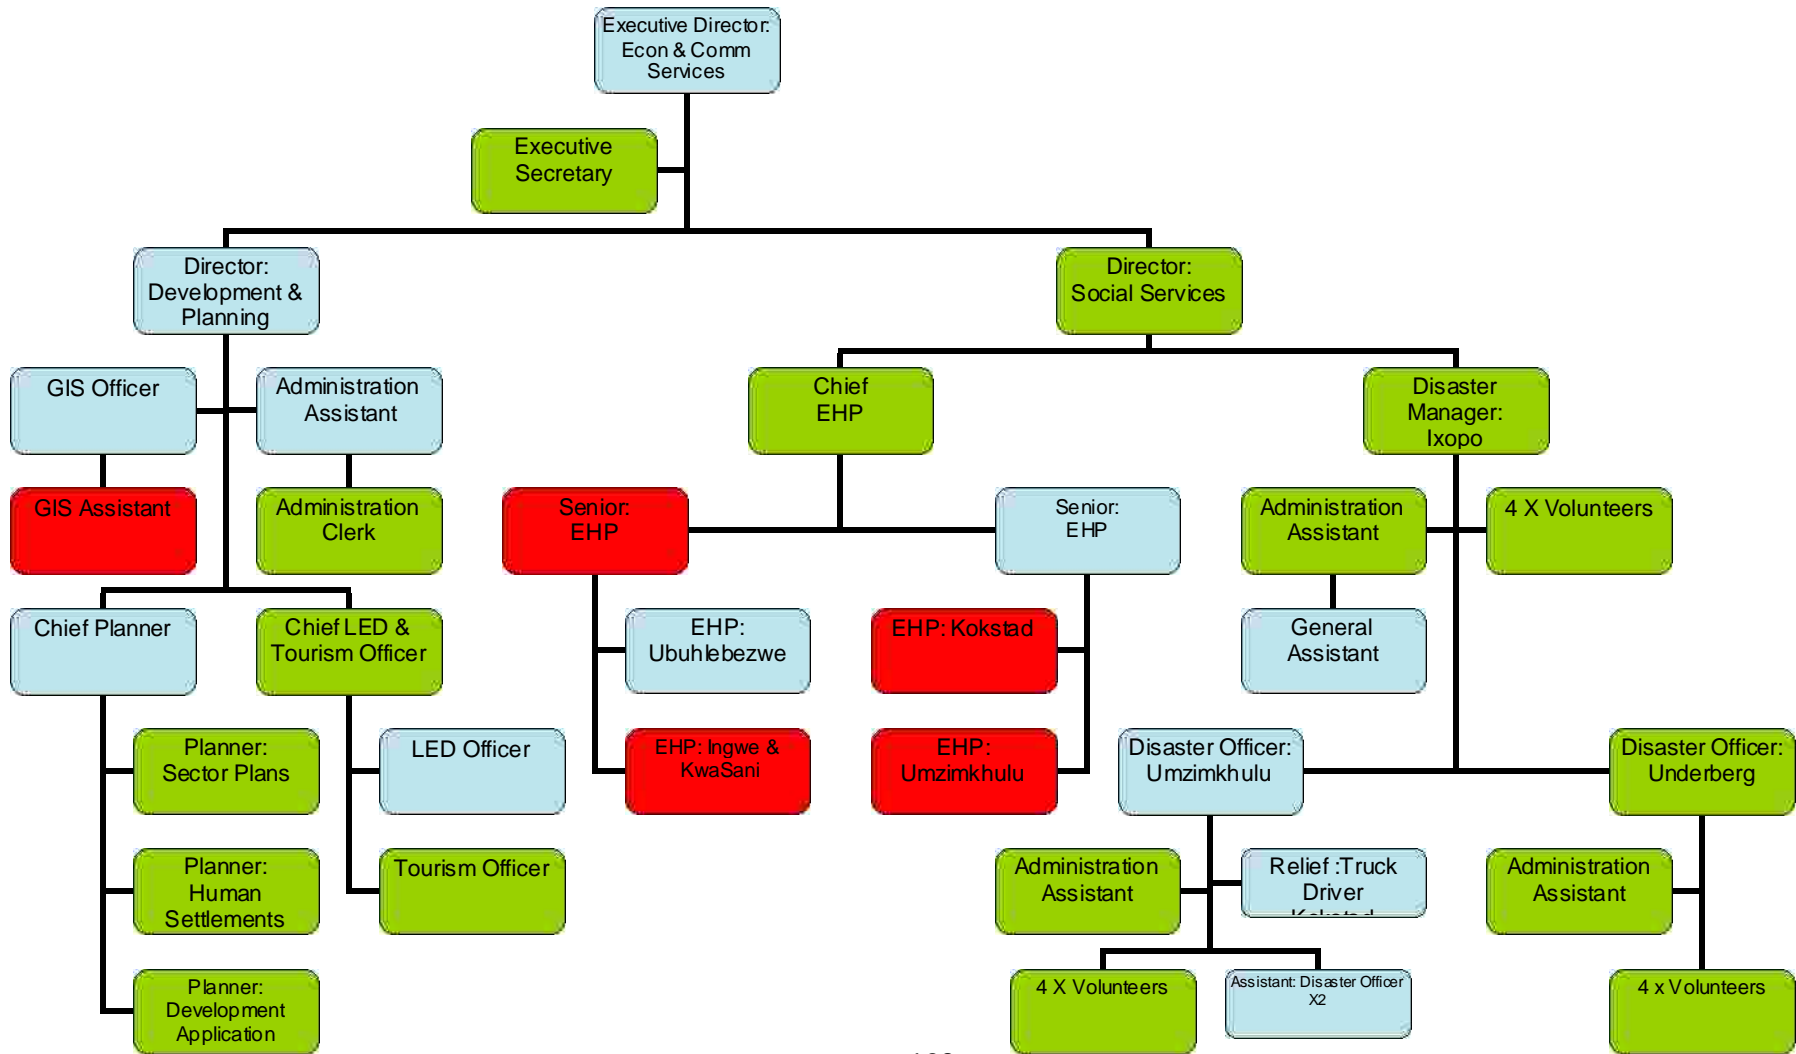 Executive Director:
Econ & Comm
Services
Executive
Secretary
Director:
Development &
Planning
Director:
Social Services
GIS Officer
Administration
Assistant
Chief
EHP
Disaster
Manager:
Ixopo
GIS Assistant
Administration
Clerk
Senior:
EHP
Senior:
EHP
Administration
Assistant
4 X Volunteers
Chief Planner
Chief LED &
Tourism Officer
EHP:
Ubuhlebezwe
EHP: Kokstad
General
Assistant
Planner:
Sector Plans
LED Officer
EHP: Ingwe &
KwaSani
EHP:
Umzimkhulu
Disaster Officer:
Umzimkhulu
Disaster Officer:
Underberg
Planner:
Human
Settlements
Tourism Officer
Administration
Assistant
Relief :Truck
Driver
Kokstad
Administration
Assistant
Planner:
Development
Application
4 X Volunteers
Assistant: Disaster Officer
X2
4 x Volunteers